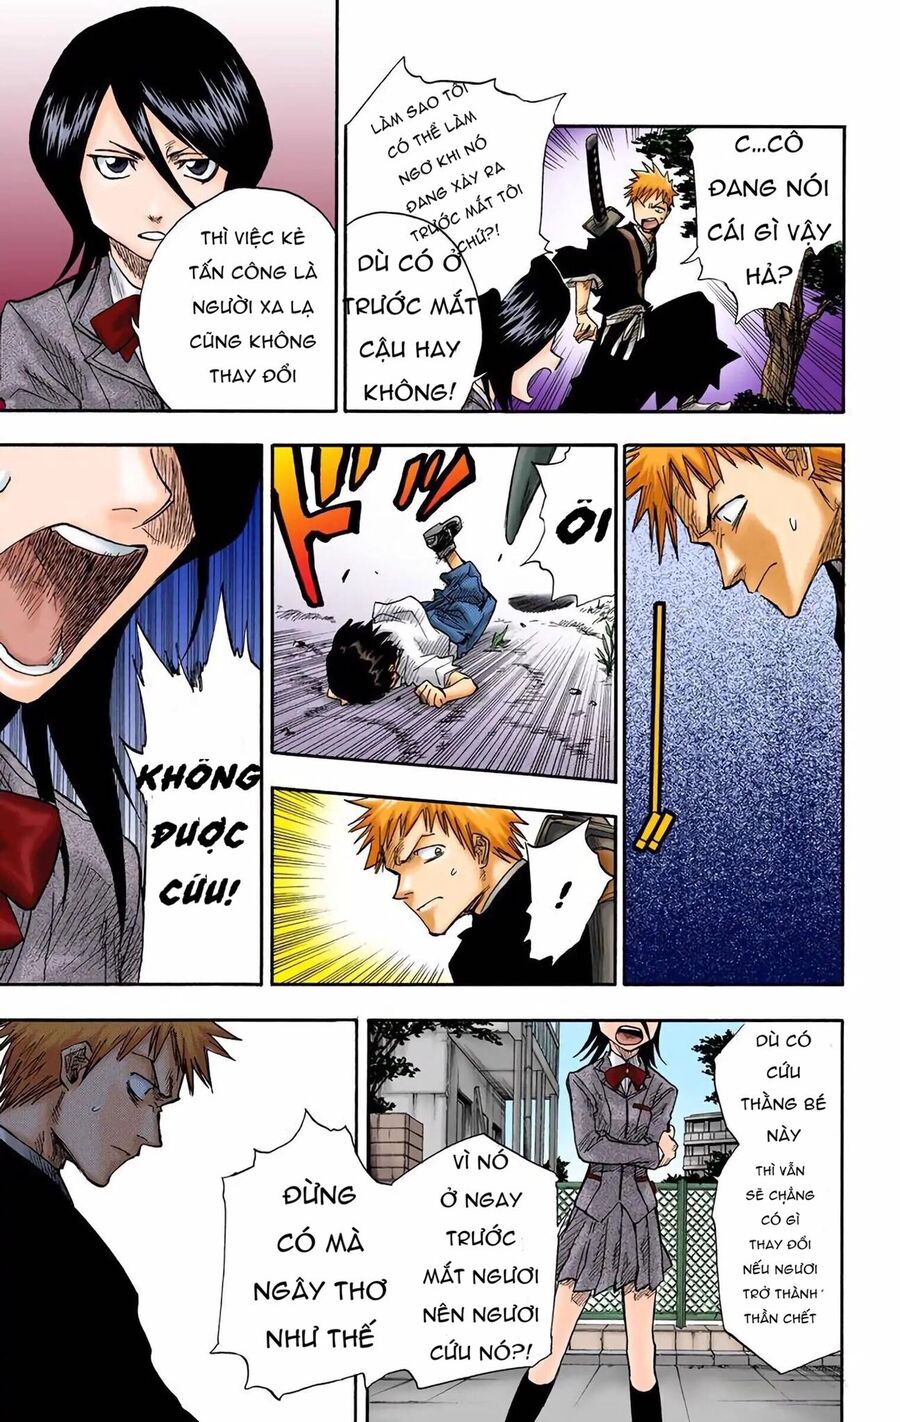 C...CÔ
ĐANG NÓI
CÁI GÌ VẬY
HẢ?
LÀM SAO TÔI
CÓ THỂ LÀM
NGƠ KHI NÓ
ĐANG XẢY RA
TRƯỚC MẮT TÔI
CHỨ?!
DÙ CÓ Ở
TRƯỚC MẮT
CẬU HAY
KHÔNG!
THÌ VIỆC KẺ
TẤN CÔNG LÀ
NGƯỜI XA LẠ
CŨNG KHÔNG
THAY ĐỔI
!!
ÔI
ドッ
!
KHÔNG
ĐƯỢC
CỨU!
DÙ CÓ
CỨU
THẰNG BÉ
NÀY
THÌ VẪN
SẼ CHẲNG
CÓ GÌ
THAY ĐỔI
NẾU NGƯƠI
TRỞ THÀNH
THẦN CHẾT
VÌ NÓ
Ở NGAY
TRƯỚC
MẮT NGƯƠI
NÊN NGƯƠI
CỨU NÓ?!
ĐỪNG
CÓ MÀ
NGÂY THƠ
NHƯ THẾ